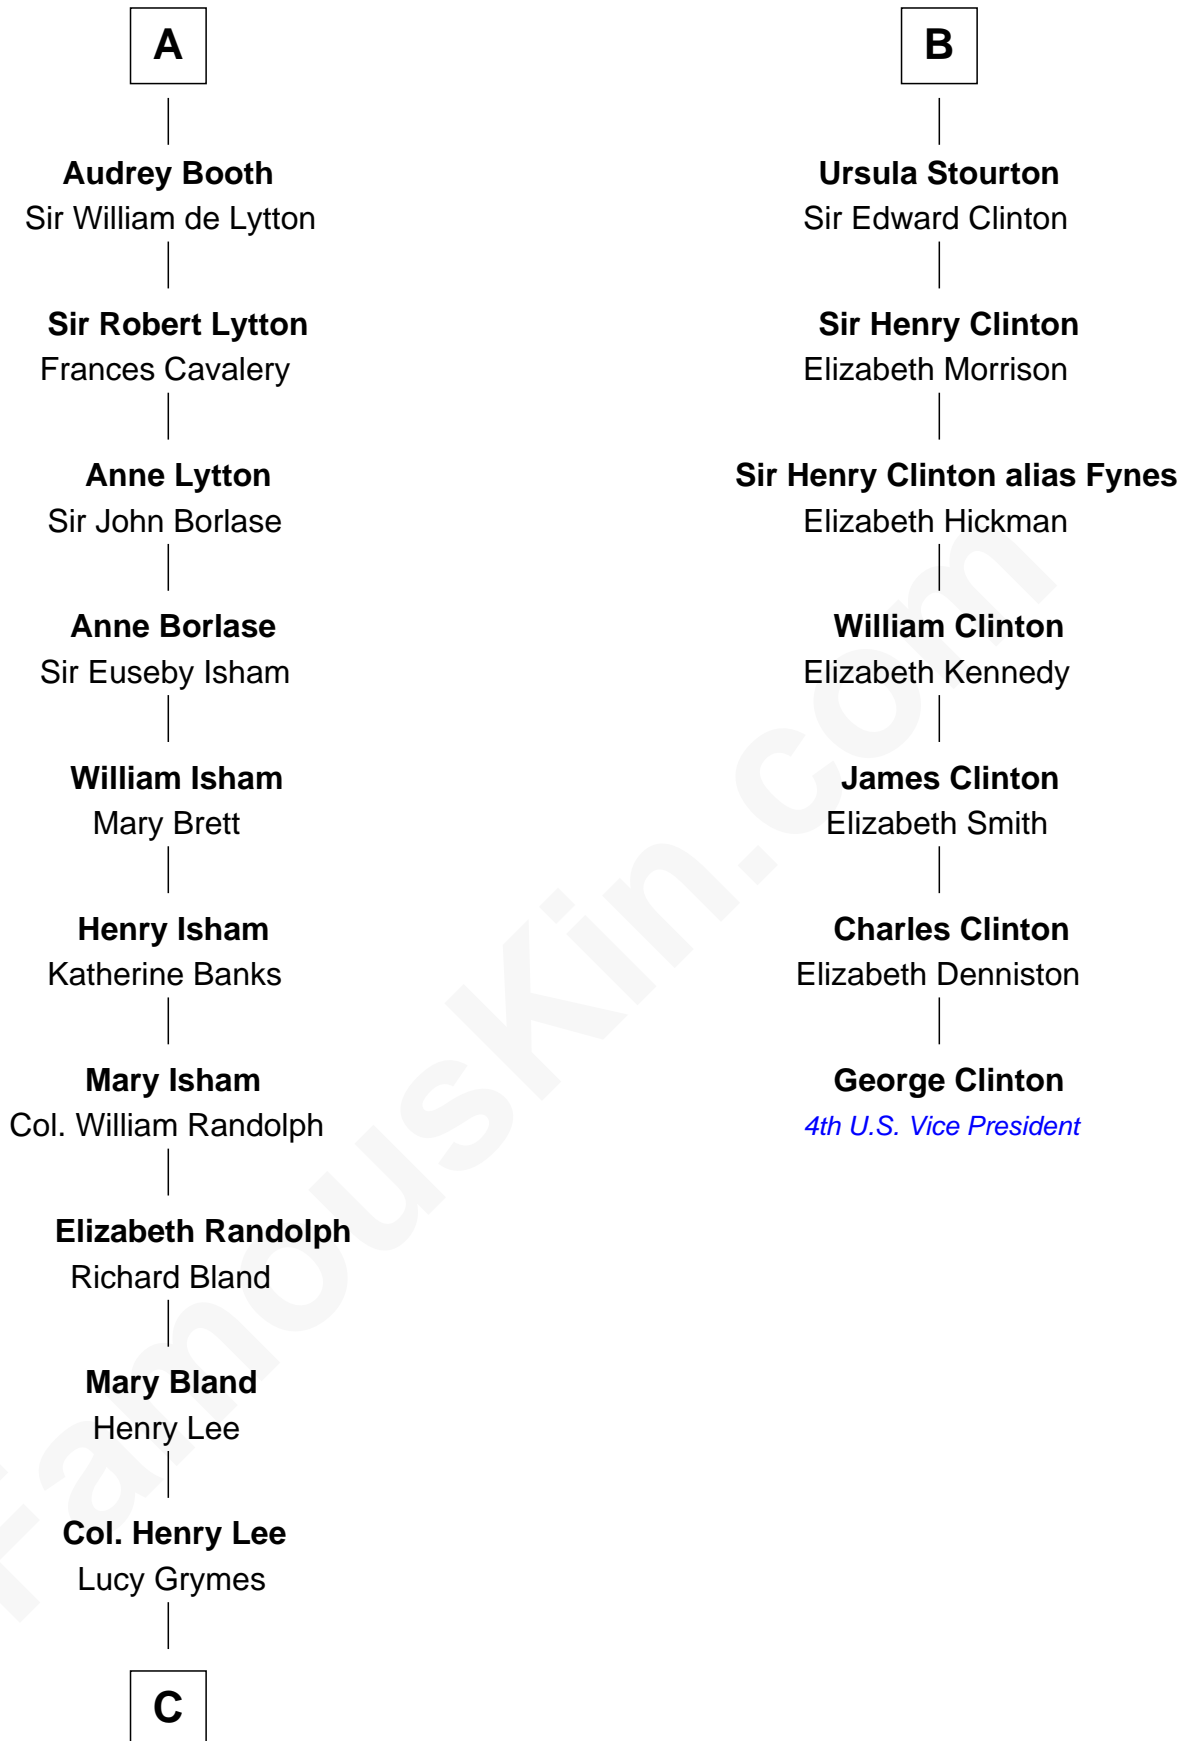 A
Audrey Booth
Sir William de Lytton
Sir Robert Lytton
Frances Cavalery
Anne Lytton
Sir John Borlase
Anne Borlase
Sir Euseby Isham
William Isham
Mary Brett
Henry Isham
Katherine Banks
Mary Isham
Col. William Randolph
Elizabeth Randolph
Richard Bland
Mary Bland
Henry Lee
Col. Henry Lee
Lucy Grymes
C
B
Ursula Stourton
Sir Edward Clinton
Sir Henry Clinton
Elizabeth Morrison
Sir Henry Clinton alias Fynes
Elizabeth Hickman
William Clinton
Elizabeth Kennedy
James Clinton
Elizabeth Smith
Charles Clinton
Elizabeth Denniston
George Clinton
4th U.S. Vice President
FamousKin.com